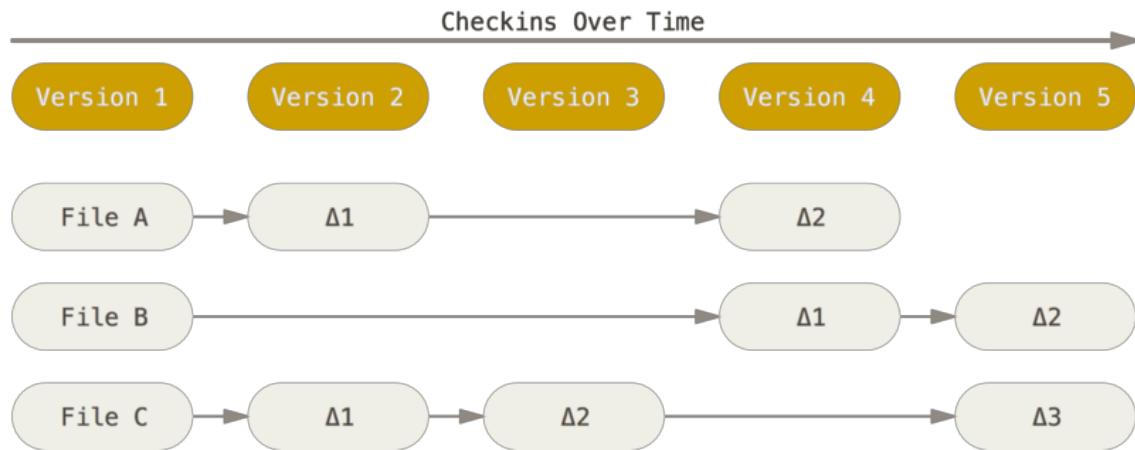 Checkins Over Time
Version 1 Version 2 Version 3 Version 4 Version 5
File A Δ1 Δ2
File B Δ1 Δ2
File C Δ1 Δ2 Δ3